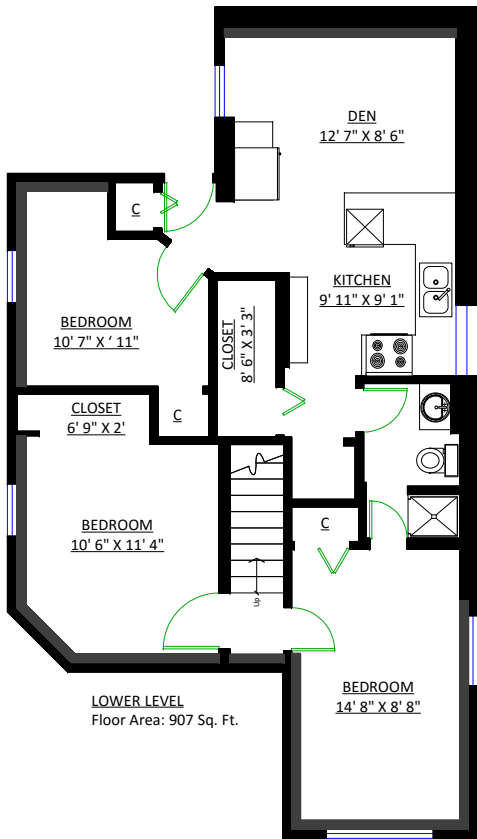 DEN
12' 7" X 8' 6"
C
KITCHEN
9' 11" X 9' 1"
CLOSET
8' 6" X 3' 3"
BEDROOM
10' 7" X ‘ 11"
CLOSET
6' 9" X 2'
C
BEDROOM
10' 6" X 11' 4"
C
Up
BEDROOM
14' 8" X 8' 8"
LOWER LEVEL
Floor Area: 907 Sq. Ft.